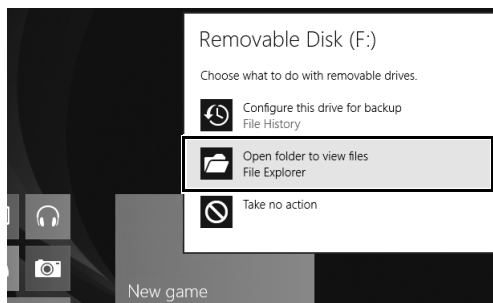 Removable Disk (F:)
Choose what to do with removable drives.
Configure this drive for backup
File History
Open folder to view files
File Explorer
Take no action
New game